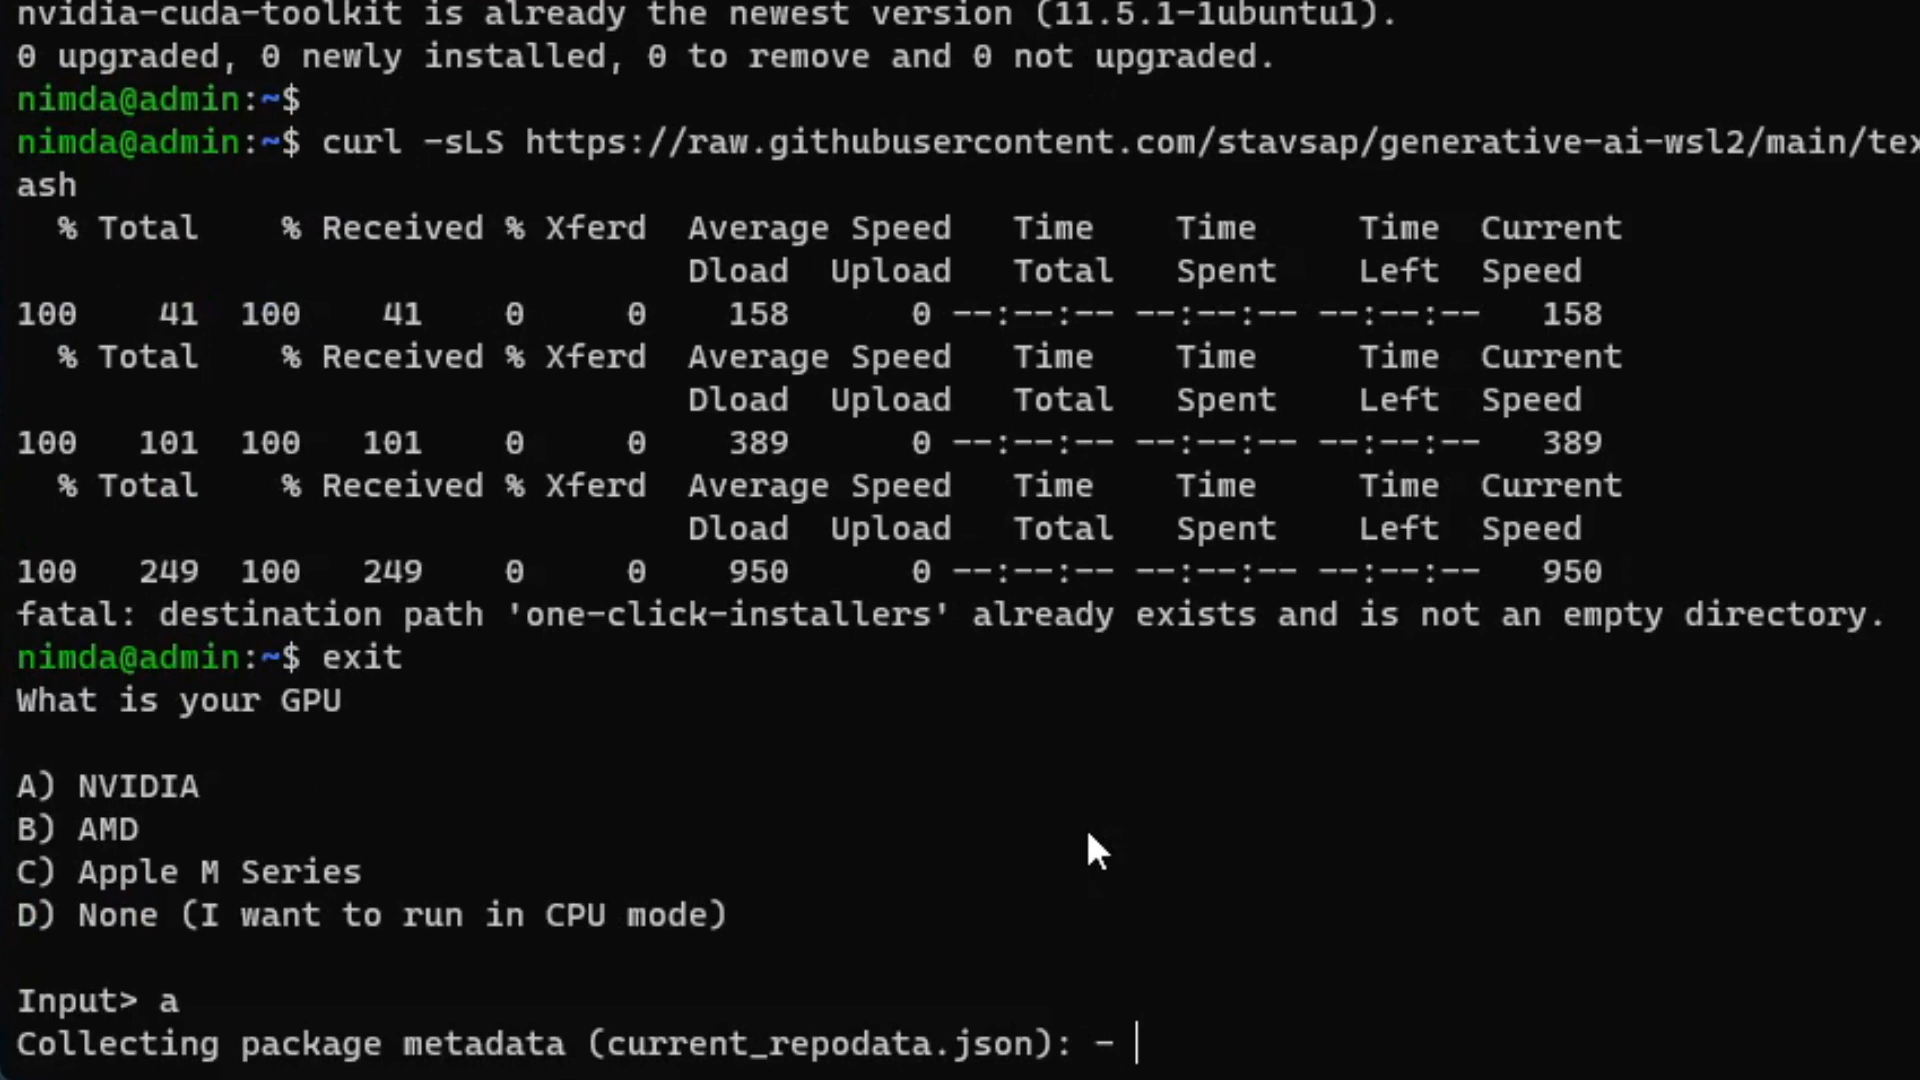 nvidia-cuda-toolkit is already the newest version (11.5.1-1ubuntu1).
0 upgraded, 0 newly installed, 0 to remove and 0 not upgraded.
nimda@admin:~$
nimda@admin:~$ curl -sLS https://raw.githubusercontent.com/stavsap/generative-ai-wsl2/main/tex
ash
% Total % Received % Xferd Average Speed Time Time Time Current
Dload Upload Total Spent Left Speed
100 41 100 41 0 0 158 0 --:--:-- --:--:-- --:--:-- 158
% Total % Received % Xferd Average Speed Time Time Time Current
Dload Upload Total Spent Left Speed
100 101 100 101 0 0 389 0 --:--:-- --:--:-- --:--:-- 389
% Total % Received % Xferd Average Speed Time Time Time Current
Dload Upload Total Spent Left Speed
100 249 100 249 0 0 950 0 --:--:-- --:--:-- --:--:-- 950
fatal: destination path 'one-click-installers' already exists and is not an empty directory.
nimda@admin:~$ exit
What is your GPU
A) NVIDIA
B) AMD
C) Apple M Series
D) None (I want to run in CPU mode)
Input> a
Collecting package metadata (current_repodata.json): -